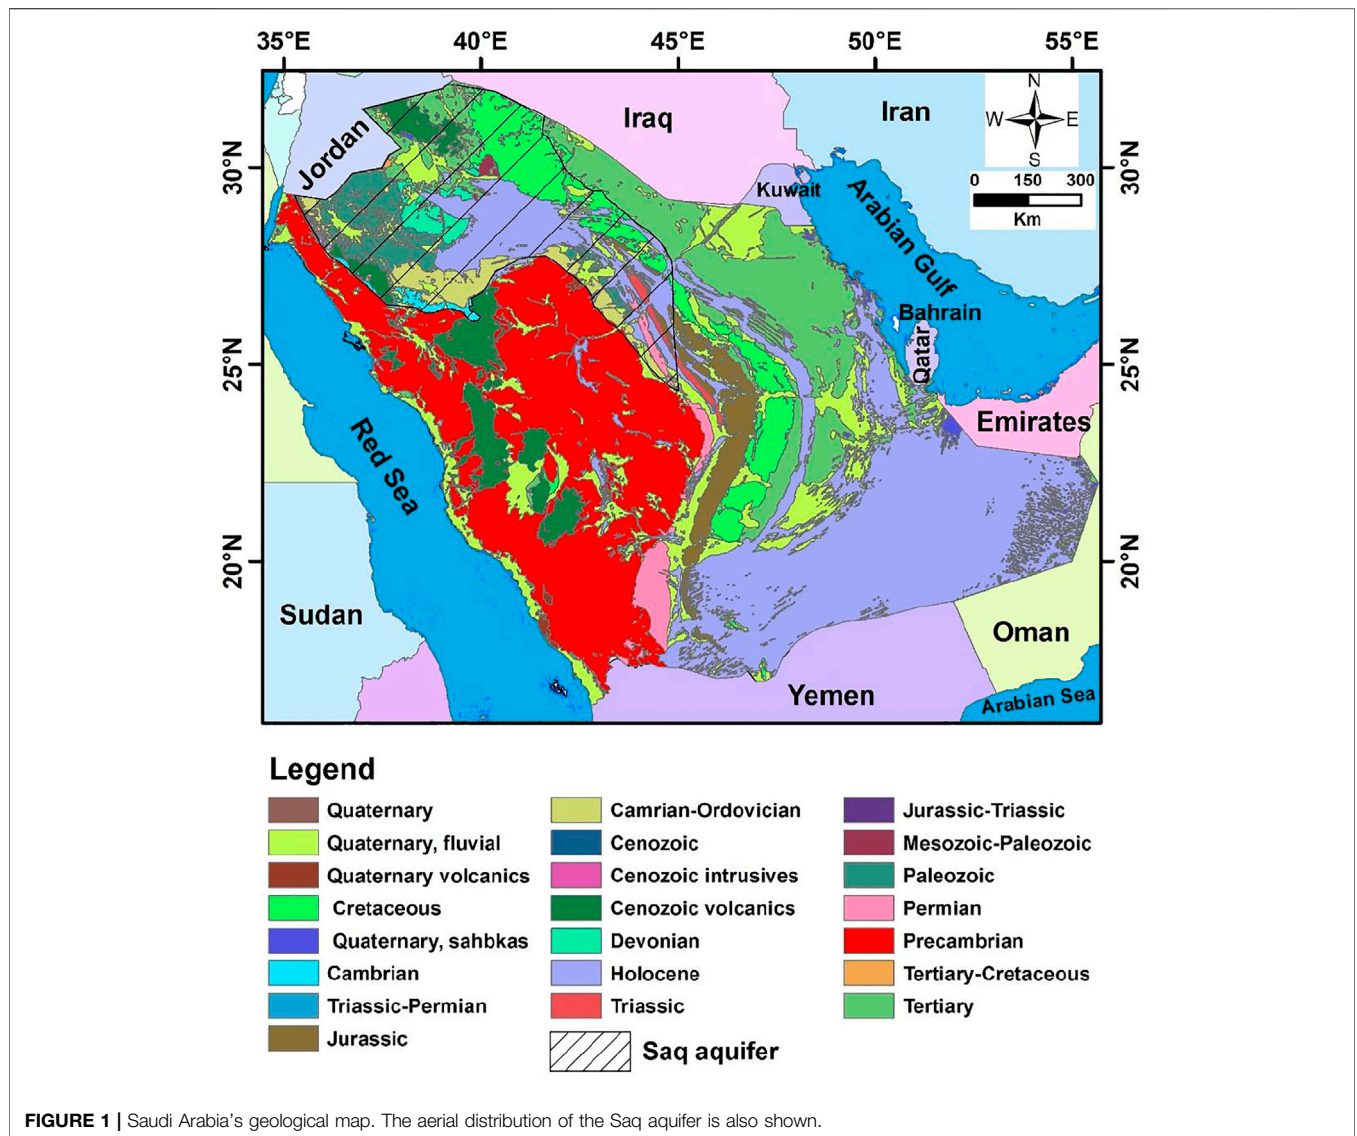 35°E 40°E 45°E 50°E 55°E
N
W E
S
0 150 300
Km
Iraq
Iran
Jordan
30°N 30°N
Kuwait
Arabian Gulf
Bahrain
Qatar
25°N 25°N
Emirates
Red Sea
20°N 20°N
Sudan
Oman
Yemen
Arabian Sea
Legend
Quaternary
Quaternary, fluvial
Quaternary volcanics
Cretaceous
Quaternary, sahbkas
Cambrian
Triassic-Permian
Jurassic
Camrian-Ordovician
Cenozoic
Cenozoic intrusives
Cenozoic volcanics
Devonian
Holocene
Triassic
Saq aquifer
Jurassic-Triassic
Mesozoic-Paleozoic
Paleozoic
Permian
Precambrian
Tertiary-Cretaceous
Tertiary
FIGURE 1 | Saudi Arabia's geological map. The aerial distribution of the Saq aquifer is also shown.